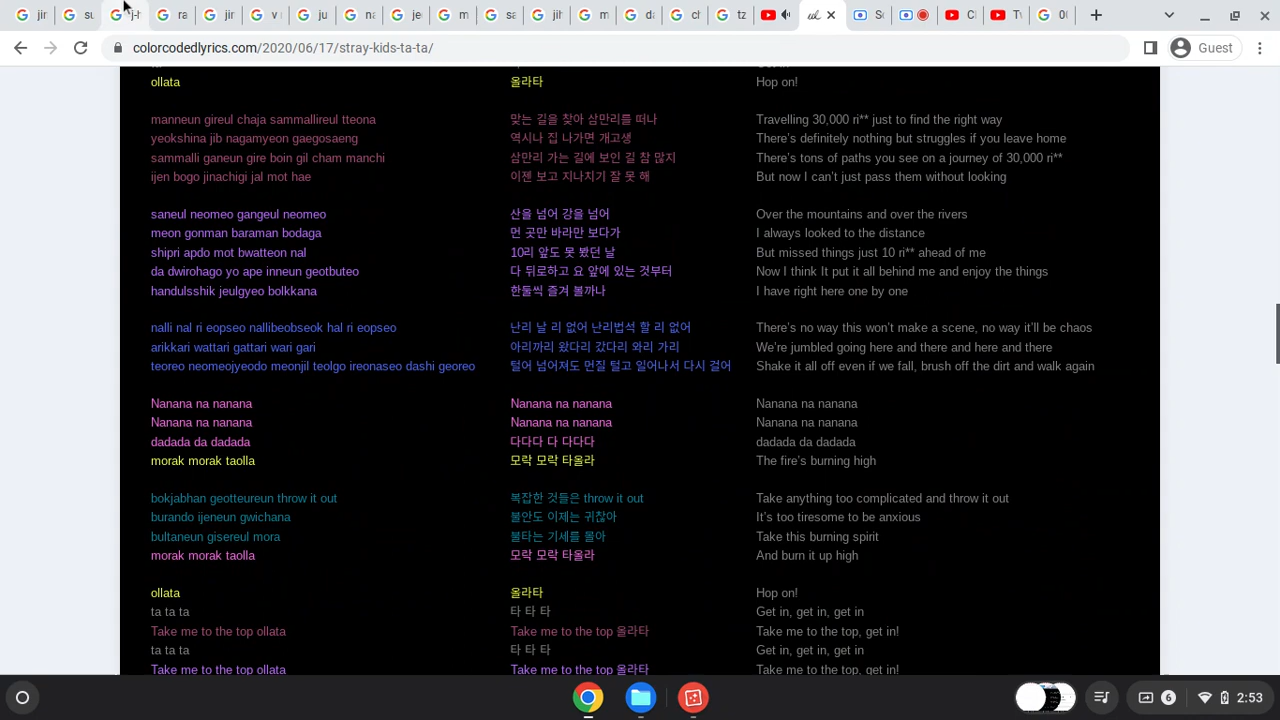 jir
su
"j-h
ra
jir
v
ju
jer
m
sa
jih
m
da
ch
tz
So
Cl
Tv
00
colorcodedlyrics.com/2020/06/17/stray-kids-ta-ta/
Guest
ollata
올라타
Hop on!
manneun gireul chaja sammallireul tteona
맞는 길을 찾아 삼만리를 떠나
Travelling 30,000 ri** just to find the right way
yeokshina jib nagamyeon gaegosaeng
역시나 집 나가면 개고생
There's definitely nothing but struggles if you leave home
sammalli ganeun gire boin gil cham manchi
삼만리 가는 길에 보인 길 참 많지
There's tons of paths you see on a journey of 30,000 ri**
ijen bogo jinachigi jal mot hae
이젠 보고 지나치기 잘 못 해
But now I can't just pass them without looking
saneul neomeo gangeul neomeo
산을 넘어 강을 넘어
Over the mountains and over the rivers
meon gonman baraman bodaga
먼 곳만 바라만 보다가
I always looked to the distance
shipri apdo mot bwatteon nal
10리 앞도 못 봤던 날
But missed things just 10 ri** ahead of me
da dwirohago yo ape inneun geotbuteo
다 뒤로하고 요 앞에 있는 것부터
Now I think It put it all behind me and enjoy the things
handulsshik jeulgyeo bolkkana
한둘씩 즐겨 볼까나
I have right here one by one
nalli nal ri eopseo nallibeobseok hal ri eopseo
난리 날 리 없어 난리법석 할 리 없어
There's no way this won't make a scene, no way it'll be chaos
arikkari wattari gattari wari gari
아리까리 왔다리 갔다리 와리 가리
We're jumbled going here and there and here and there
teoreo neomeojyeodo meonjil teolgo ireonaseo dashi georeo
털어 넘어져도 먼질 털고 일어나서 다시 걸어
Shake it all off even if we fall, brush off the dirt and walk again
Nanana na nanana
Nanana na nanana
Nanana na nanana
Nanana na nanana
Nanana na nanana
Nanana na nanana
dadada da dadada
다다다 다 다다다
dadada da dadada
morak morak taolla
모락 모락 타올라
The fire's burning high
bokjabhan geotteureun throw it out
복잡한 것들은 throw it out
Take anything too complicated and throw it out
burando ijeneun gwichana
불안도 이제는 귀찮아
It's too tiresome to be anxious
bultaneun gisereul mora
불타는 기세를 몰아
Take this burning spirit
morak morak taolla
모락 모락 타올라
And burn it up high
ollata
올라타
Hop on!
ta ta ta
타 타 타
Get in, get in, get in
Take me to the top ollata
Take me to the top 올라타
Take me to the top, get in!
ta ta ta
타 타 타
Get in, get in, get in
Take me to the top ollata
Take me to the top 올라타
Take me to the top, get in!
6
2:53